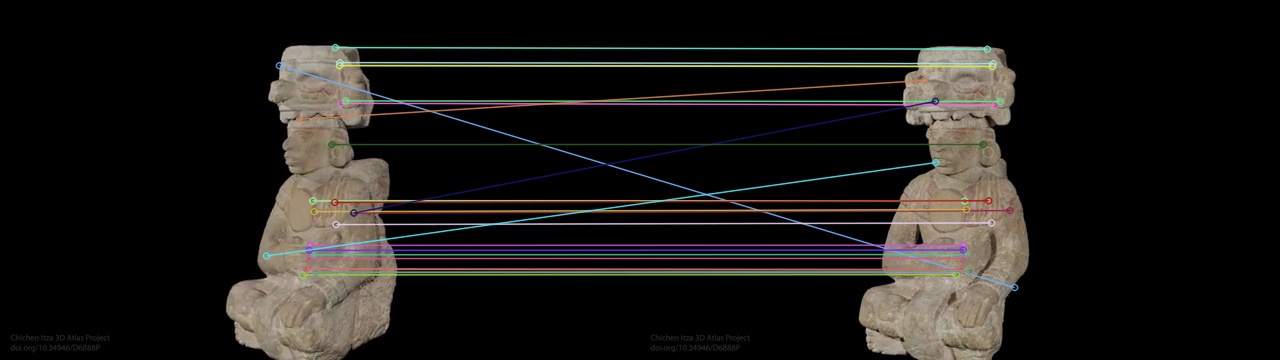 Chichen Itza 3D Atlas Project
doi.org/10.34946/D6B88P
Chichen Itza 3D Atlas Project
doi.org/10.34946/D6B88P